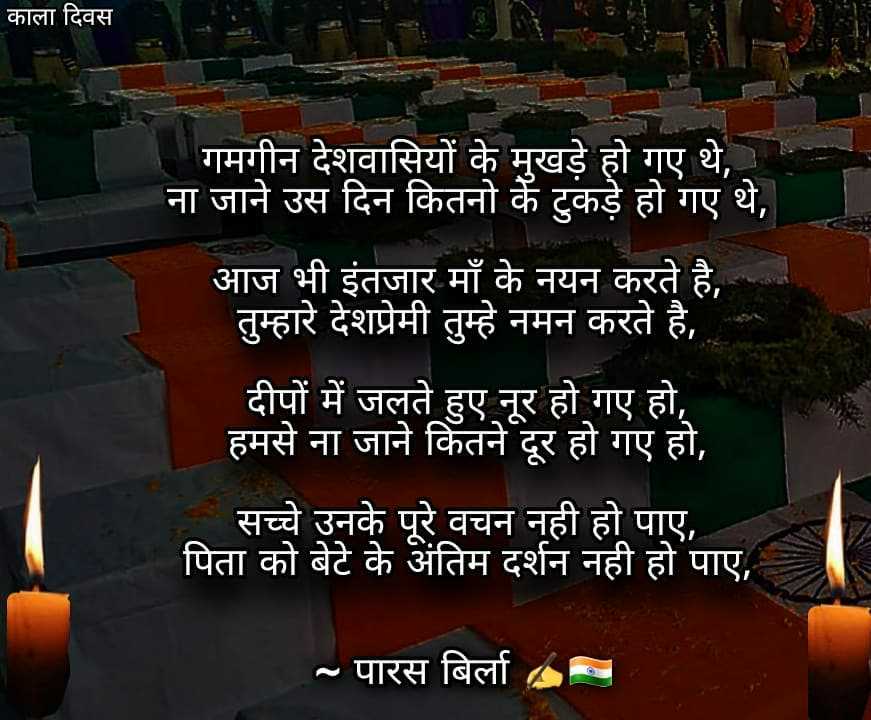 काला दिवस
गमगीन देशवासियों के मुखड़े हो गए थे,
ना जाने उस दिन कितनो के टुकड़े हो गए थे,
आज भी इंतजार माँ के नयन करते है,
तुम्हारे देशप्रेमी तुम्हे नमन करते है,
दीपों में जलते हुए नूर हो गए हो,
हमसे ना जाने कितने दूर हो गए हो,
सच्चे उनके पूरे वचन नही हो पाए,
पिता को बेटे के अंतिम दर्शन नही हो पाए,
~ पारस बिर्ला ✍️🇮🇳